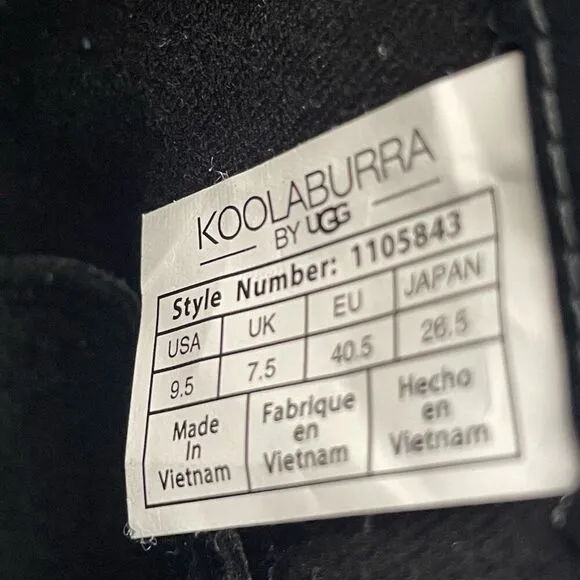 KOOLABURRA
BY UGG
Style Number: 1105843
USA UK EU JAPAN
9.5 7.5 40.5 26.5
Made
In
Vietnam
Fabrique
en
Vietnam
Hecho
en
Vietnam